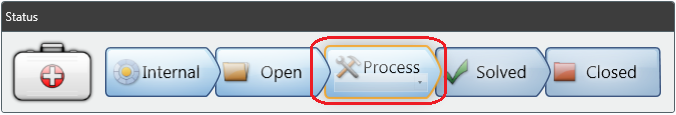 Status
Internal
Open
Process
Solved
Closed